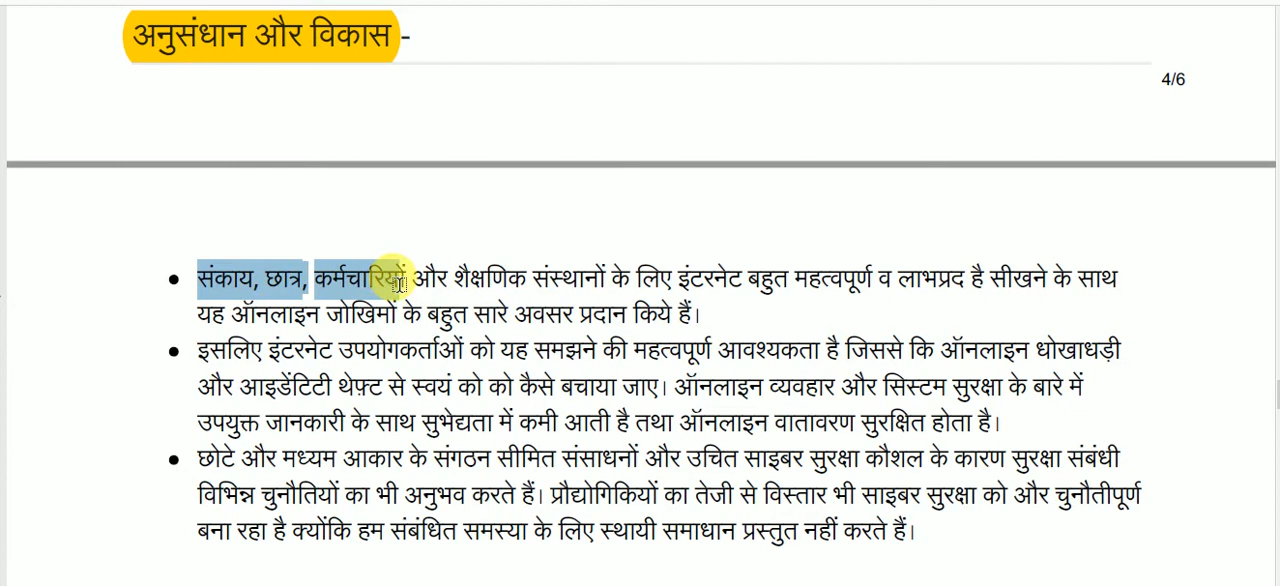 अनुसंधान और विकास -
4/6
• संकाय, छात्र, कर्मचारियों और शैक्षणिक संस्थानों के लिए इंटरनेट बहुत महत्वपूर्ण व लाभप्रद है सीखने के साथ
यह ऑनलाइन जोखिमों के बहुत सारे अवसर प्रदान किये हैं।
• इसलिए इंटरनेट उपयोगकर्ताओं को यह समझने की महत्वपूर्ण आवश्यकता है जिससे कि ऑनलाइन धोखाधड़ी
और आइडेंटिटी थेफ़्ट से स्वयं को को कैसे बचाया जाए। ऑनलाइन व्यवहार और सिस्टम सुरक्षा के बारे में
उपयुक्त जानकारी के साथ सुभेद्यता में कमी आती है तथा ऑनलाइन वातावरण सुरक्षित होता है।
• छोटे और मध्यम आकार के संगठन सीमित संसाधनों और उचित साइबर सुरक्षा कौशल के कारण सुरक्षा संबंधी
विभिन्न चुनौतियों का भी अनुभव करते हैं। प्रौद्योगिकियों का तेजी से विस्तार भी साइबर सुरक्षा को और चुनौतीपूर्ण
बना रहा है क्योंकि हम संबंधित समस्या के लिए स्थायी समाधान प्रस्तुत नहीं करते हैं।